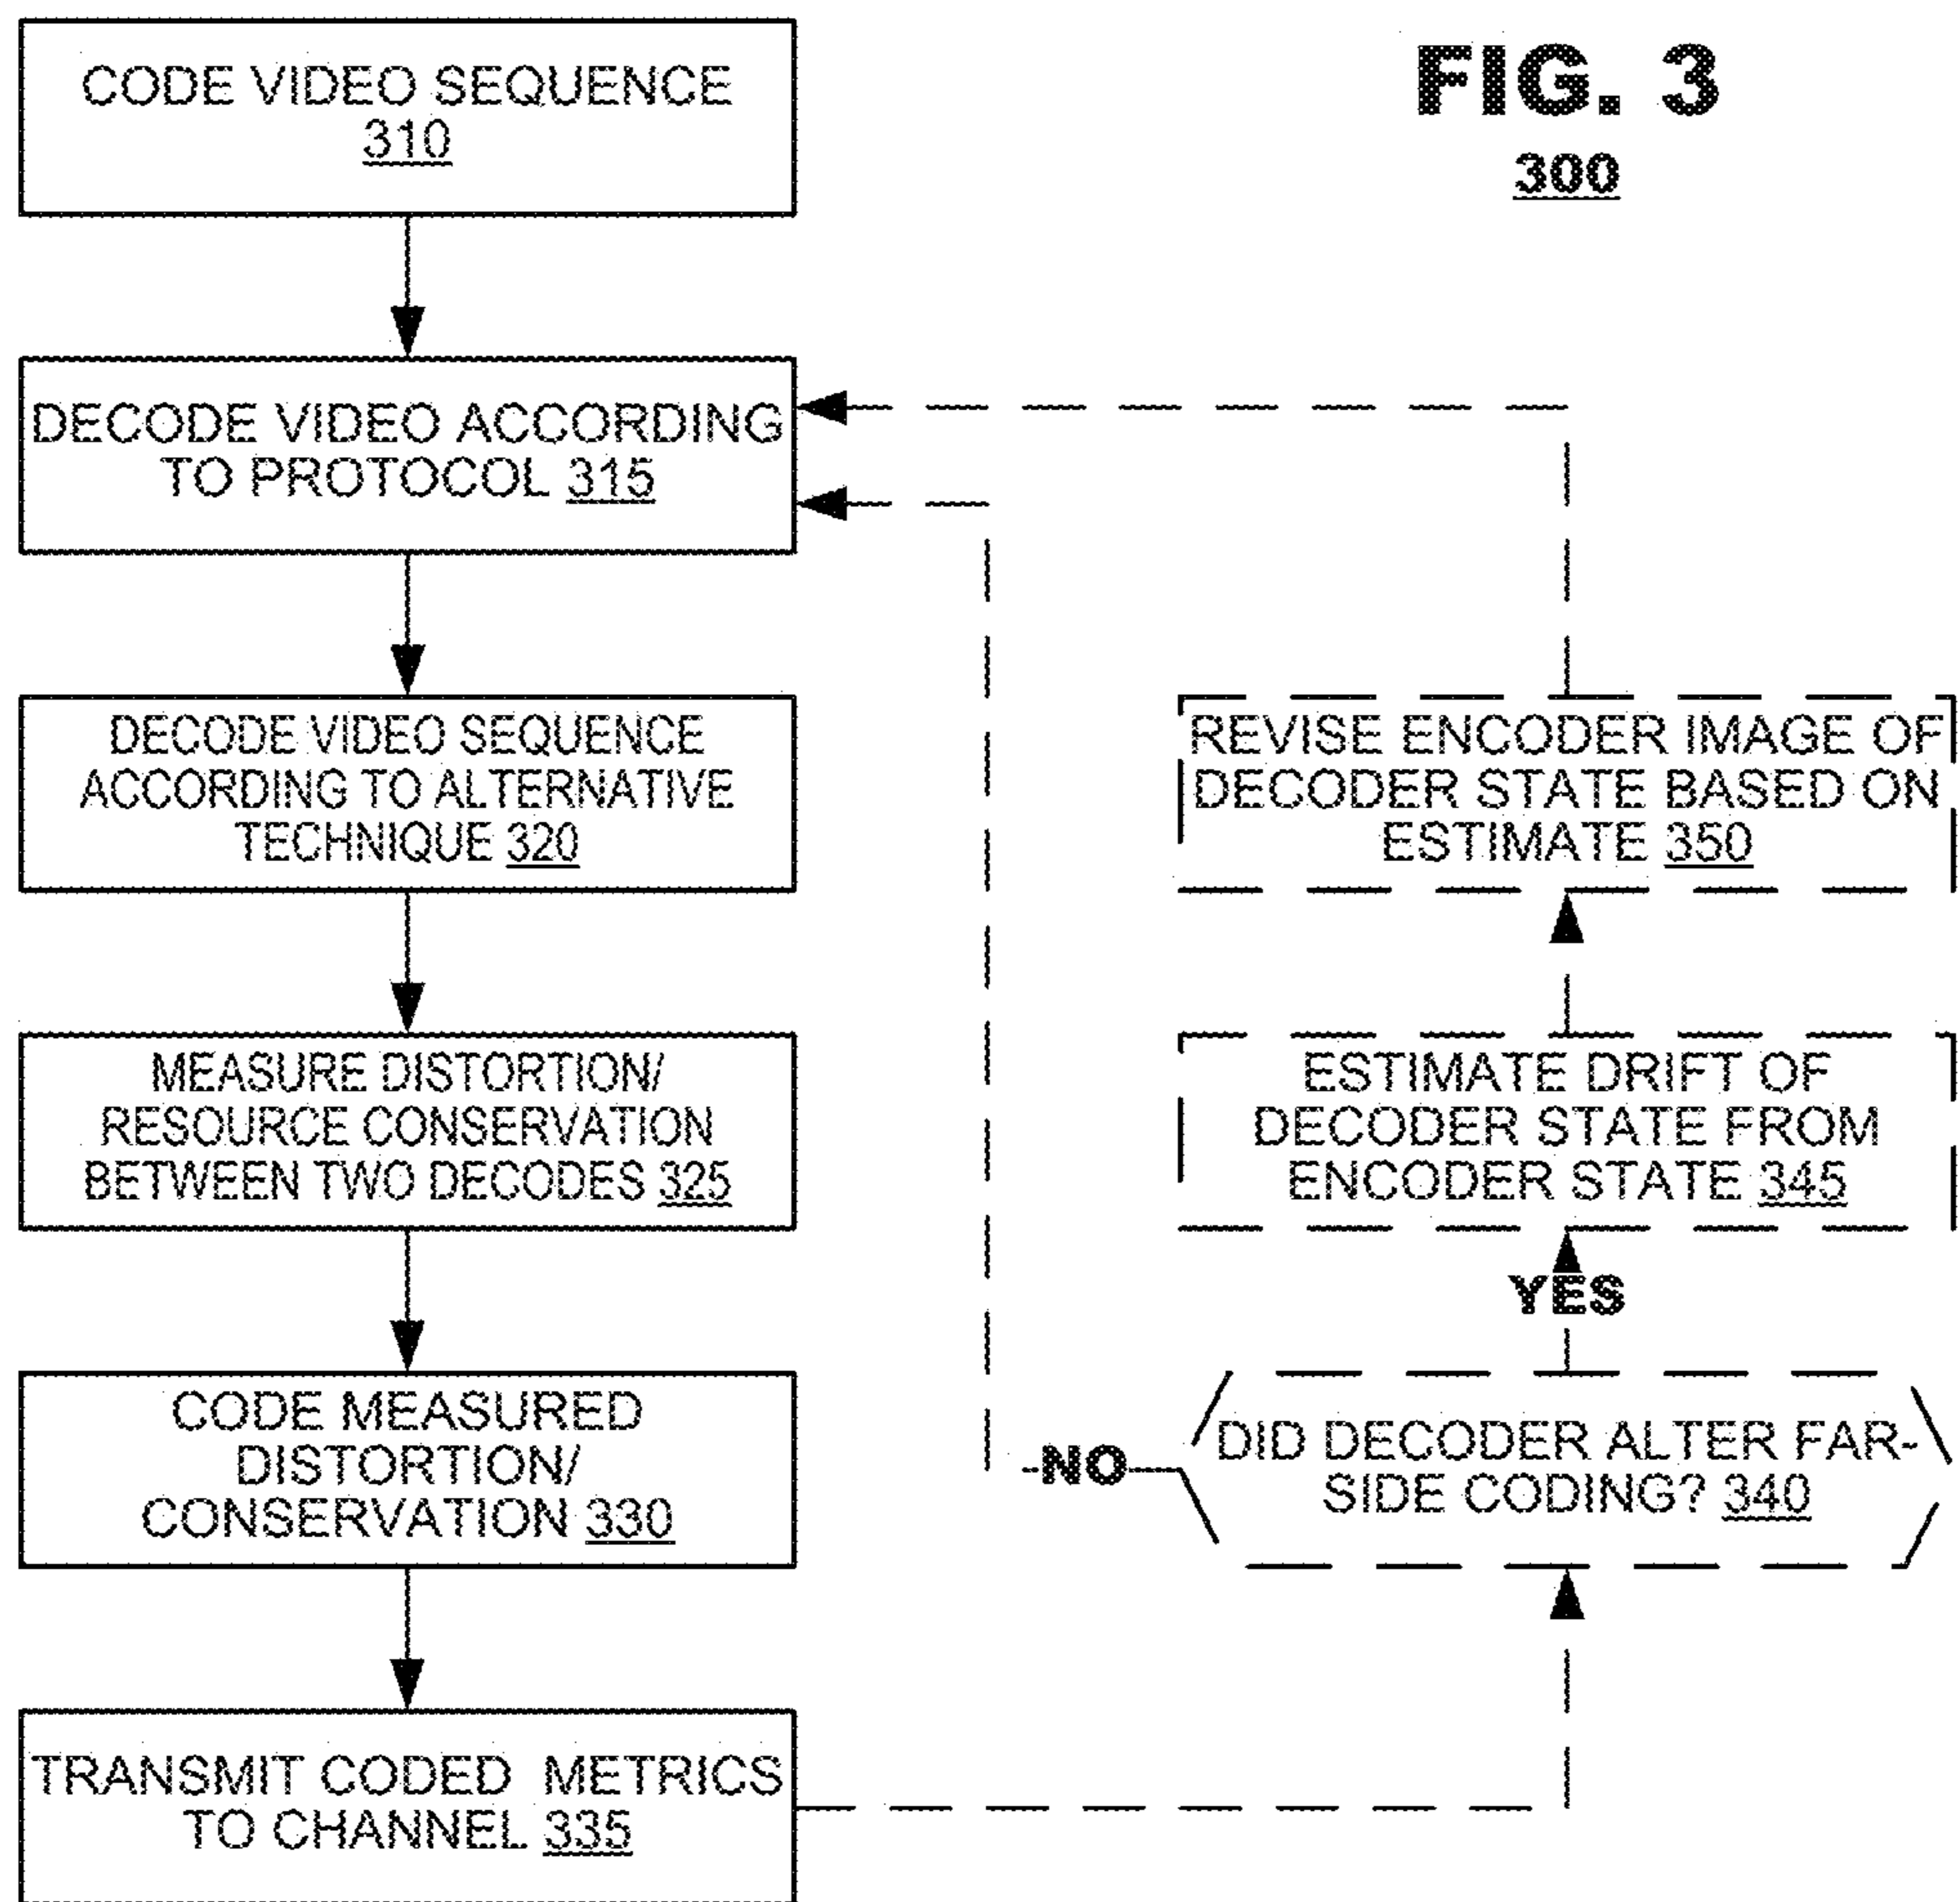 FIG. 3
300
CODE VIDEO SEQUENCE
310
DECODE VIDEO ACCORDING
TO PROTOCOL 315
DECODE VIDEO SEQUENCE
ACCORDING TO ALTERNATIVE
TECHNIQUE 320
MEASURE DISTORTION/
RESOURCE CONSERVATION
BETWEEN TWO DECODES 325
CODE MEASURED
DISTORTION/
CONSERVATION 330
TRANSMIT CODED METRICS
TO CHANNEL 335
DID DECODER ALTER FAR-
SIDE CODING? 340
NO
YES
ESTIMATE DRIFT OF
DECODER STATE FROM
ENCODER STATE 345
REVISE ENCODER IMAGE OF
DECODER STATE BASED ON
ESTIMATE 350